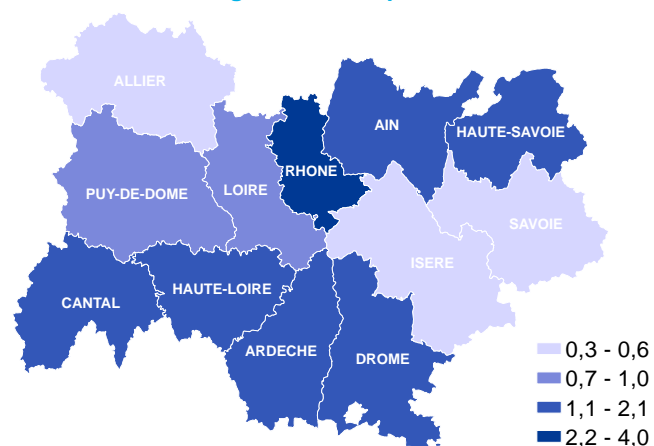 ALLIER
AIN
HAUTE-SAVOIE
RHONE
PUY-DE-DOME
LOIRE
SAVOIE
ISERE
HAUTE-LOIRE
CANTAL
ARDECHE
DROME
0,3 - 0,6
0,7 - 1,0
1,1 - 2,1
2,2 - 4,0